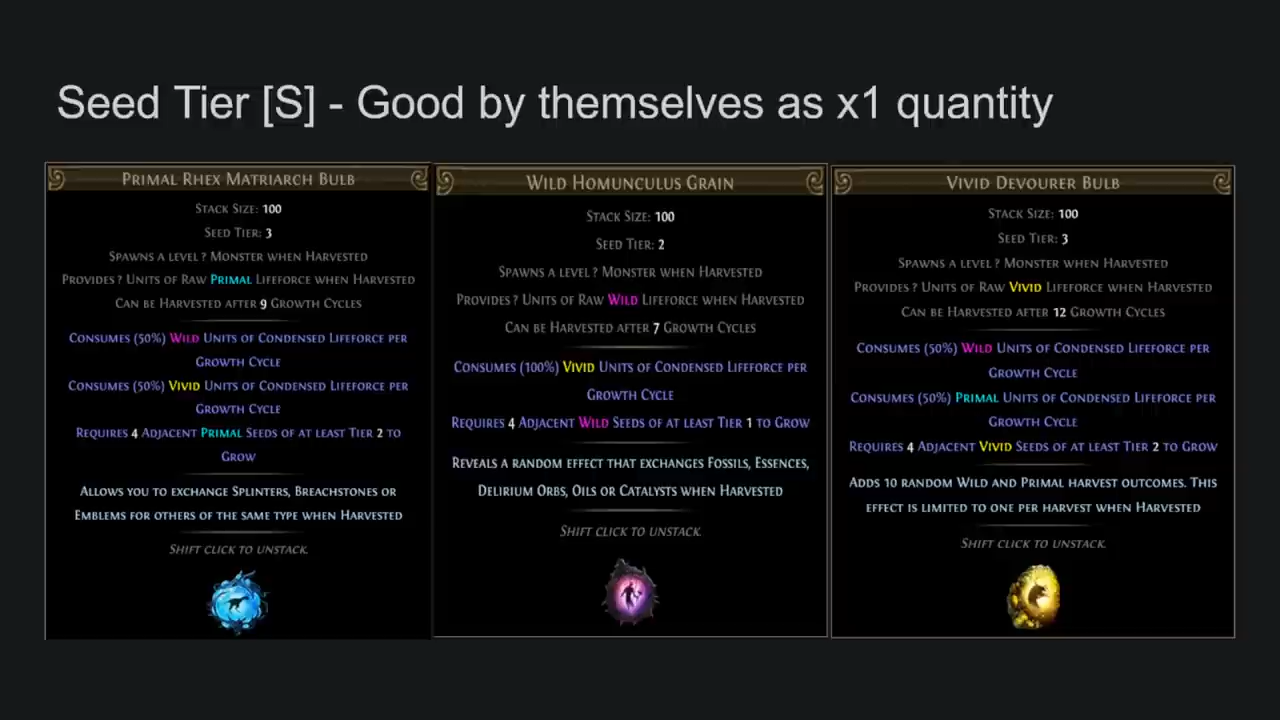 Seed Tier [S] - Good by themselves as x1 quantity
Primal Rhex Matriarch Bulb
Stack Size: 100
Seed Tier: 3
Spawns a level ? Monster when Harvested
Provides ? Units of Raw Primal Lifeforce when Harvested
Can be Harvested after 9 Growth Cycles
Consumes (50%) Wild Units of Condensed Lifeforce per
Growth Cycle
Consumes (50%) Vivid Units of Condensed Lifeforce per
Growth Cycle
Requires 4 Adjacent Primal Seeds of at least Tier 2 to
Grow
Allows you to exchange Splinters, Breachstones or
Emblems for others of the same type when Harvested
Shift click to unstack.
Wild Homunculus Grain
Stack Size: 100
Seed Tier: 2
Spawns a level ? Monster when Harvested
Provides ? Units of Raw Wild Lifeforce when Harvested
Can be Harvested after 7 Growth Cycles
Consumes (100%) Vivid Units of Condensed Lifeforce per
Growth Cycle
Requires 4 Adjacent Wild Seeds of at least Tier 1 to Grow
Reveals a random effect that exchanges Fossils, Essences,
Delirium Orbs, Oils or Catalysts when Harvested
Shift click to unstack.
Vivid Devourer Bulb
Stack Size: 100
Seed Tier: 3
Spawns a level ? Monster when Harvested
Provides ? Units of Raw Vivid Lifeforce when Harvested
Can be Harvested after 12 Growth Cycles
Consumes (50%) Wild Units of Condensed Lifeforce per
Growth Cycle
Consumes (50%) Primal Units of Condensed Lifeforce per
Growth Cycle
Requires 4 Adjacent Vivid Seeds of at least Tier 2 to Grow
Adds 10 random Wild and Primal harvest outcomes. This
effect is limited to one per harvest when Harvested
Shift click to unstack.